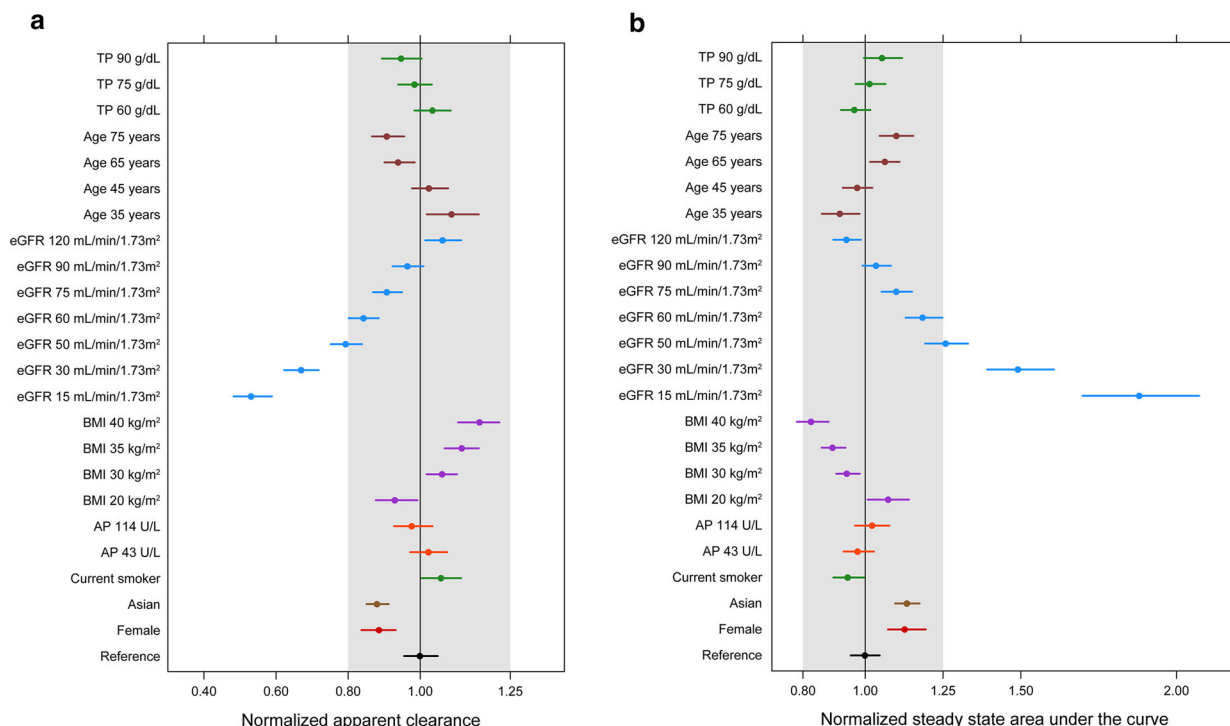 a
TP 90 g/dL
TP 75 g/dL
TP 60 g/dL
Age 75 years
Age 65 years
Age 45 years
Age 35 years
eGFR 120 mL/min/1.73m²
eGFR 90 mL/min/1.73m²
eGFR 75 mL/min/1.73m²
eGFR 60 mL/min/1.73m²
eGFR 50 mL/min/1.73m²
eGFR 30 mL/min/1.73m²
eGFR 15 mL/min/1.73m²
BMI 40 kg/m²
BMI 35 kg/m²
BMI 30 kg/m²
BMI 20 kg/m²
AP 114 U/L
AP 43 U/L
Current smoker
Asian
Female
Reference
0.40 0.60 0.80 1.00 1.25
Normalized apparent clearance
b
TP 90 g/dL
TP 75 g/dL
TP 60 g/dL
Age 75 years
Age 65 years
Age 45 years
Age 35 years
eGFR 120 mL/min/1.73m²
eGFR 90 mL/min/1.73m²
eGFR 75 mL/min/1.73m²
eGFR 60 mL/min/1.73m²
eGFR 50 mL/min/1.73m²
eGFR 30 mL/min/1.73m²
eGFR 15 mL/min/1.73m²
BMI 40 kg/m²
BMI 35 kg/m²
BMI 30 kg/m²
BMI 20 kg/m²
AP 114 U/L
AP 43 U/L
Current smoker
Asian
Female
Reference
0.80 1.00 1.25 1.50 2.00
Normalized steady state area under the curve